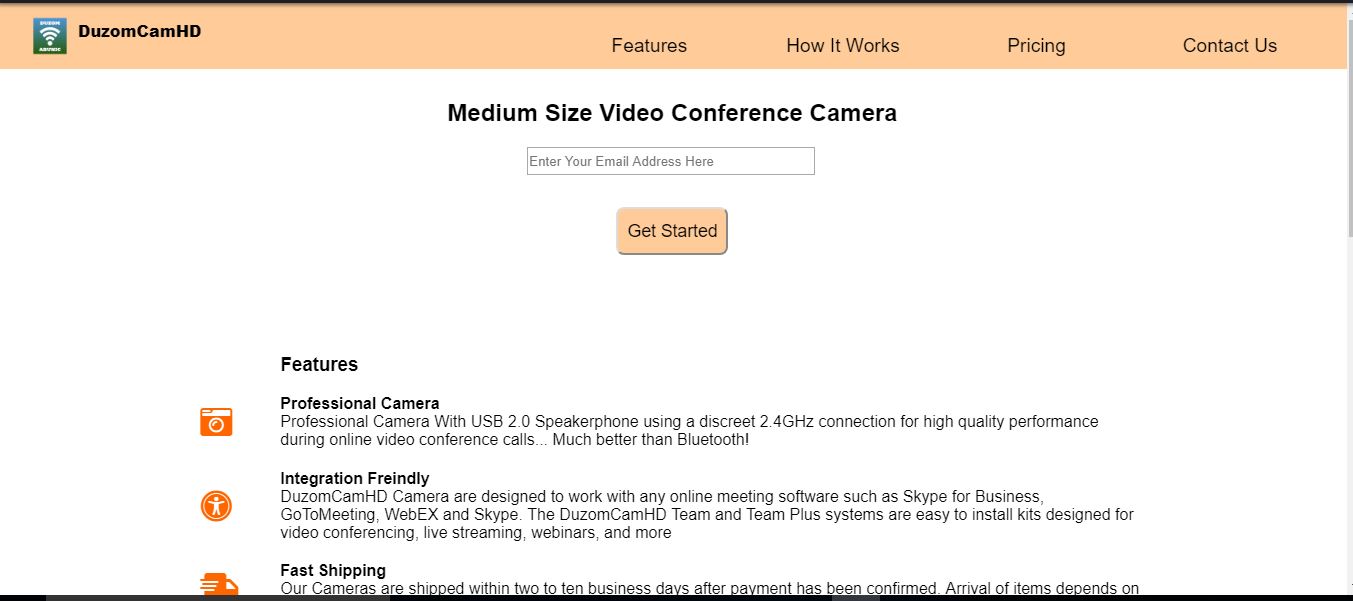 DUZOM
ABUNIC
DuzomCamHD
Features
How It Works
Pricing
Contact Us
Medium Size Video Conference Camera
Enter Your Email Address Here
Get Started
Features
Professional Camera
Professional Camera With USB 2.0 Speakerphone using a discreet 2.4GHz connection for high quality performance
during online video conference calls... Much better than Bluetooth!
Integration Freindly
DuzomCamHD Camera are designed to work with any online meeting software such as Skype for Business,
GoToMeeting, WebEX and Skype. The DuzomCamHD Team and Team Plus systems are easy to install kits designed for
video conferencing, live streaming, webinars, and more
Fast Shipping
Our Cameras are shipped within two to ten business days after payment has been confirmed. Arrival of items depends on